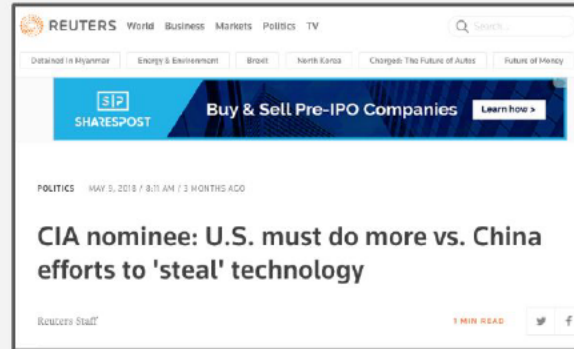 REUTERS World Business Markets Politics TV Search...
Detained in Myanmar Energy & Environment Brexit North Korea Charged: The Future of Autos Future of Money
S|P
SHARESPOST
Buy & Sell Pre-IPO Companies
Learn how >
POLITICS MAY 9, 2018 / 8:11 AM / 3 MONTHS AGO
CIA nominee: U.S. must do more vs. China
efforts to 'steal' technology
Reuters Staff 1 MIN READ